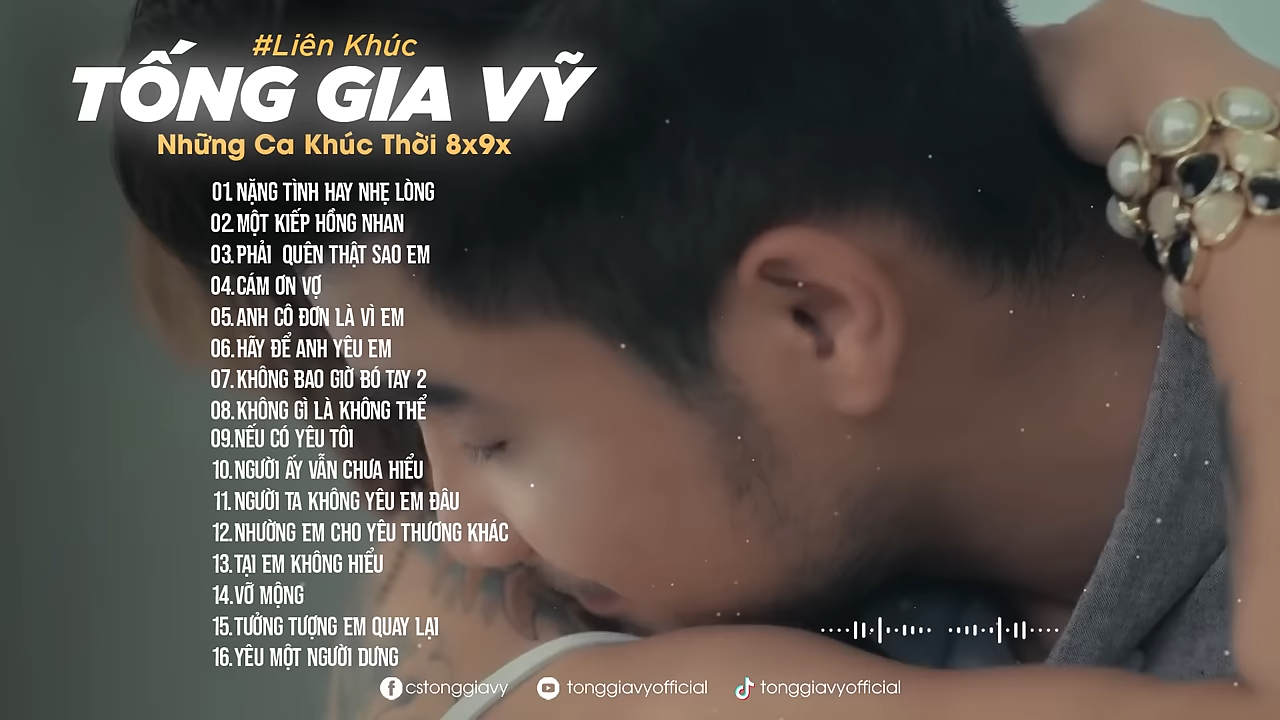 #Liên Khúc
TỐNG GIA VỸ
Những Ca Khúc Thời 8x9x
01.NẶNG TÌNH HAY NHẸ LÒNG
02.MỘT KIẾP HỒNG NHAN
03.PHẢI QUÊN THẬT SAO EM
04.CÁM ƠN VỢ
05.ANH CÔ ĐƠN LÀ VÌ EM
06.HÃY ĐỂ ANH YÊU EM
07.KHÔNG BAO GIỜ BÓ TAY 2
08.KHÔNG GÌ LÀ KHÔNG THỂ
09.NẾU CÓ YÊU TÔI
10.NGƯỜI ẤY VẪN CHƯA HIỂU
11.NGƯỜI TA KHÔNG YÊU EM ĐÂU
12.NHƯỜNG EM CHO YÊU THƯƠNG KHÁC
13.TẠI EM KHÔNG HIỂU
14.VỠ MỘNG
15.TƯỞNG TƯỢNG EM QUAY LẠI
16.YÊU MỘT NGƯỜI DƯNG
cstonggiavy tonggiavyofficial tonggiavyofficial